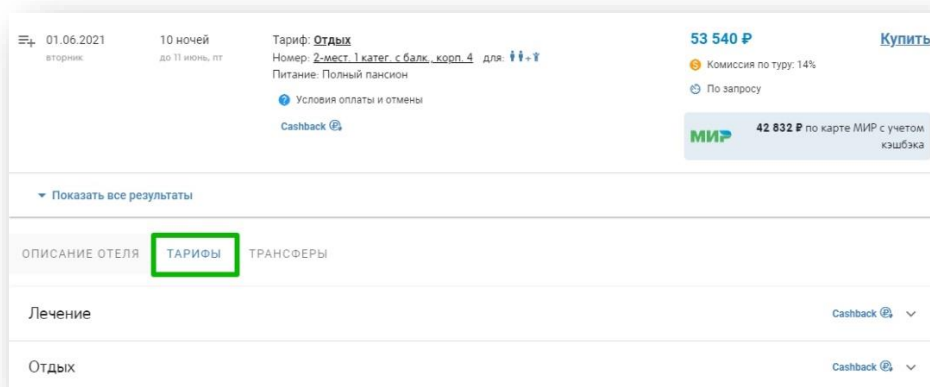 01.06.2021
вторник
10 ночей
до 11 июнь, пт
Тариф: Отдых
Номер: 2-мест. 1 катег. с балк., корп. 4 для:
Питание: Полный пансион
Условия оплаты и отмены
Cashback
53 540 ₽
Купить
Комиссия по туру: 14%
По запросу
МИР
42 832 ₽ по карте МИР с учетом
кэшбэка
Показать все результаты
ОПИСАНИЕ ОТЕЛЯ
ТАРИФЫ
ТРАНСФЕРЫ
Лечение
Cashback
Отдых
Cashback